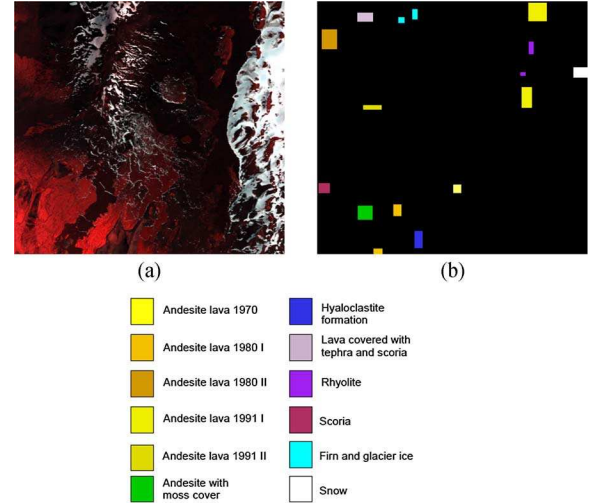 (a)
(b)
Andesite lava 1970
Andesite lava 1980 I
Andesite lava 1980 II
Andesite lava 1991 I
Andesite lava 1991 II
Andesite with
moss cover
Hyaloclastite
formation
Lava covered with
tephra and scoria
Rhyolite
Scoria
Firn and glacier ice
Snow